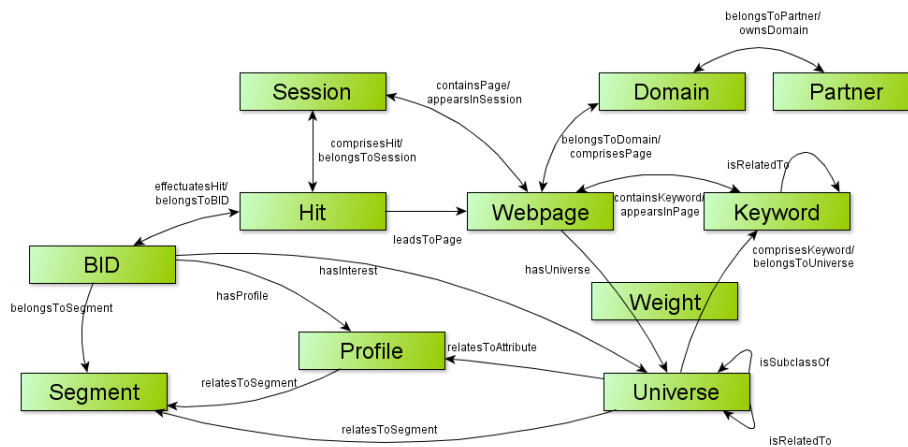 belongsToPartner/
ownsDomain
Session
containsPage/
appearsInSession
Domain
Partner
comprisesHit/
belongsToSession
belongsToDomain/
comprisesPage
isRelatedTo
effectuatesHit/
belongsToBID
Hit
Webpage
containsKeyword/
appearsInPage
Keyword
leadsToPage
BID
hasInterest
hasUniverse
comprisesKeyword/
belongsToUniverse
belongsToSegment
hasProfile
Weight
Profile
relatesToAttribute
isSubclassOf
relatesToSegment
Segment
Universe
relatesToSegment
isRelatedTo